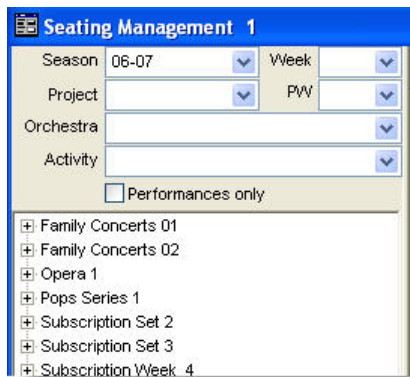 Seating Management 1
Season 06-07 Week
Project PW
Orchestra
Activity
Performances only
Family Concerts 01
Family Concerts 02
Opera 1
Pops Series 1
Subscription Set 2
Subscription Set 3
Subscription Week 4